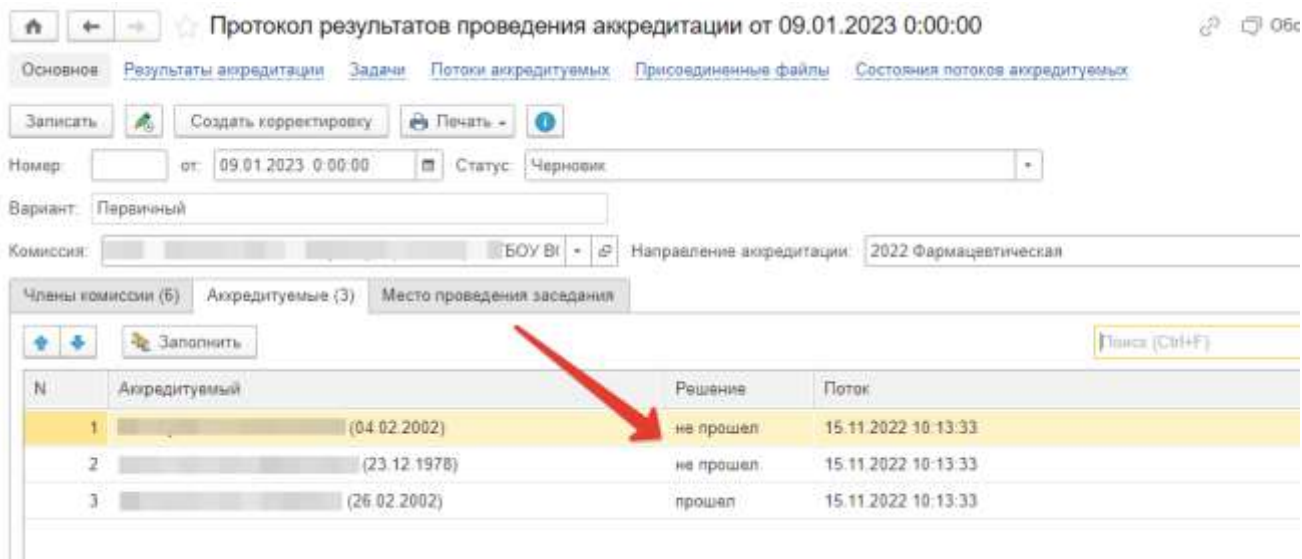 Протокол результатов проведения аккредитации от 09.01.2023 0:00:00 Обс
Основное Результаты аккредитации Задачи Потоки аккредитуемых Присоединенные файлы Состояния потоков аккредитуемых
Записать Создать корректировку Печать
Номер: от: 09.01.2023 0:00:00 Статус: Черновик
Вариант: Первичный
Комиссия: БОУ ВО Направление аккредитации: 2022 Фармацевтическая
Члены комиссии (6) Аккредитуемые (3) Место проведения заседания
Заполнить Поиск (Ctrl+F)
N Аккредитуемый Решение Поток
1 (04.02.2002) не прошел 15.11.2022 10:13:33
2 (23.12.1978) не прошел 15.11.2022 10:13:33
3 (26.02.2002) прошел 15.11.2022 10:13:33